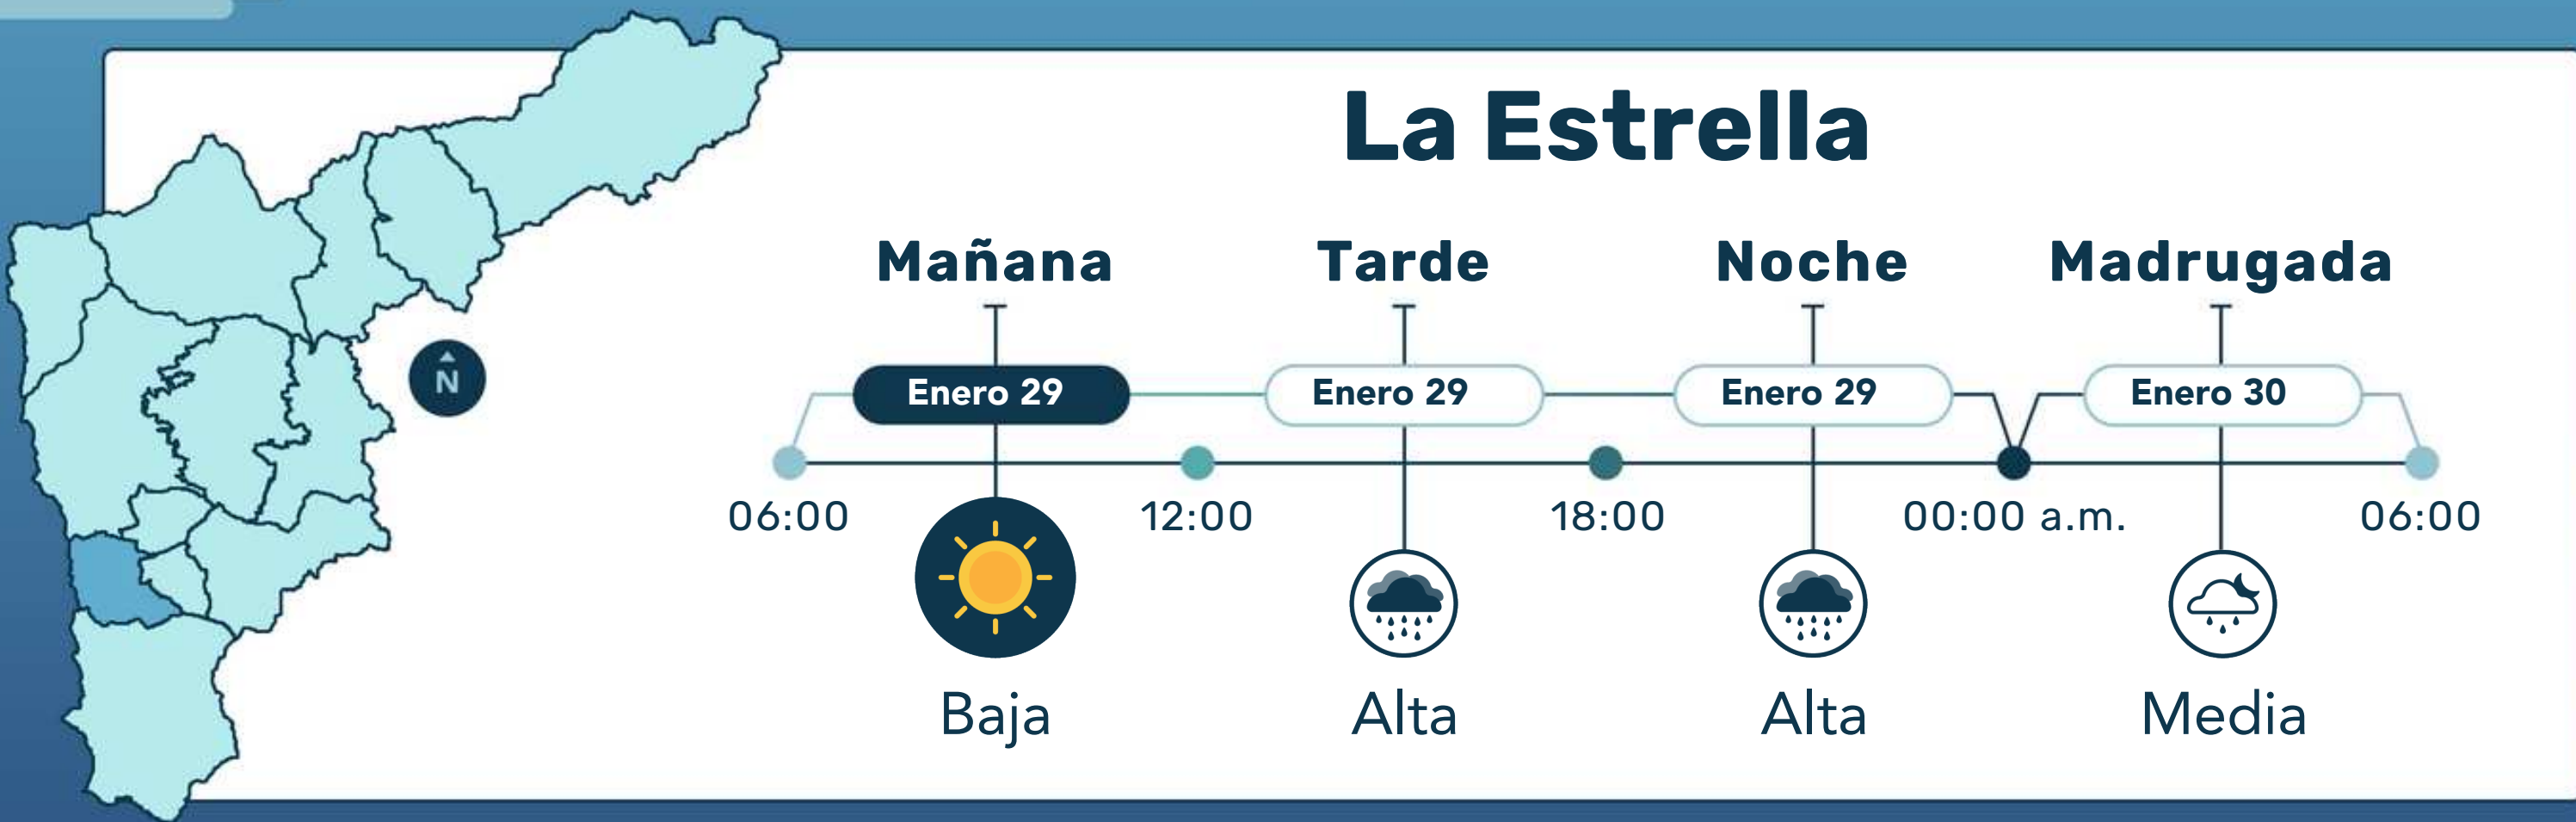 La Estrella
Mañana Tarde Noche Madrugada
N
Enero 29 Enero 29 Enero 29 Enero 30
06:00 12:00 18:00 00:00 a.m. 06:00
Baja Alta Alta Media